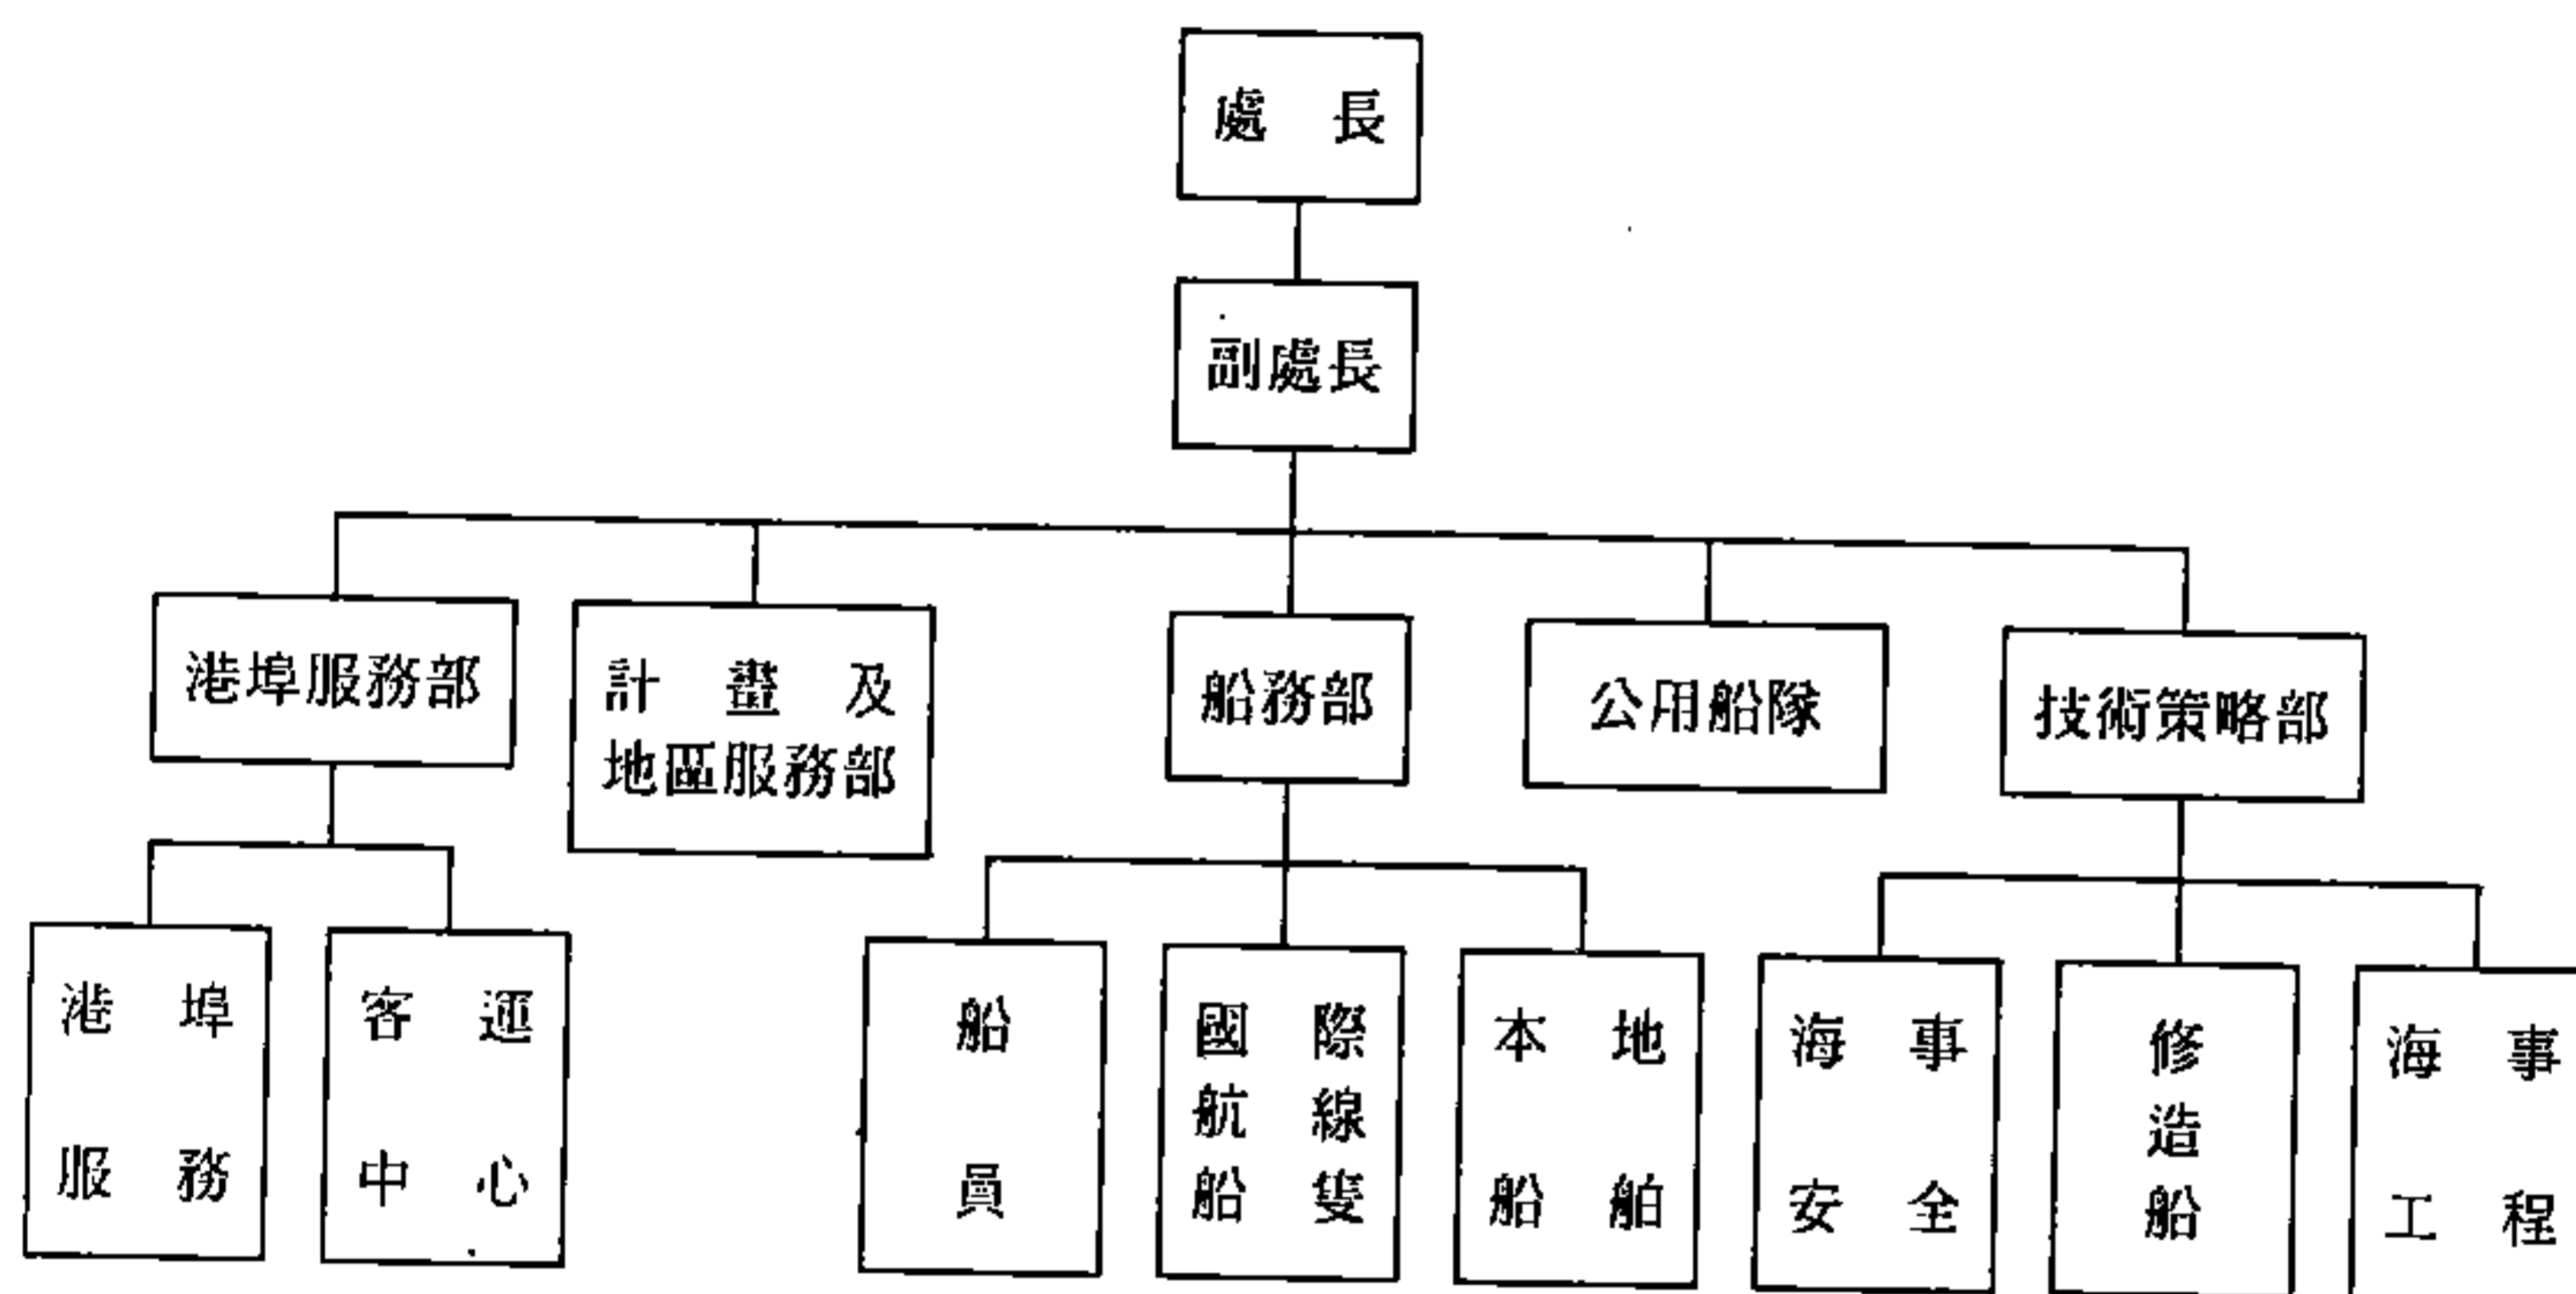 處長
副處長
港埠服務部
計畫及
地區服務部
船務部
公用船隊
技術策略部
港埠
服務
客運
中心
船
員
國際
航線
船隻
本地
船舶
海事
安全
修
造
船
海事
工程